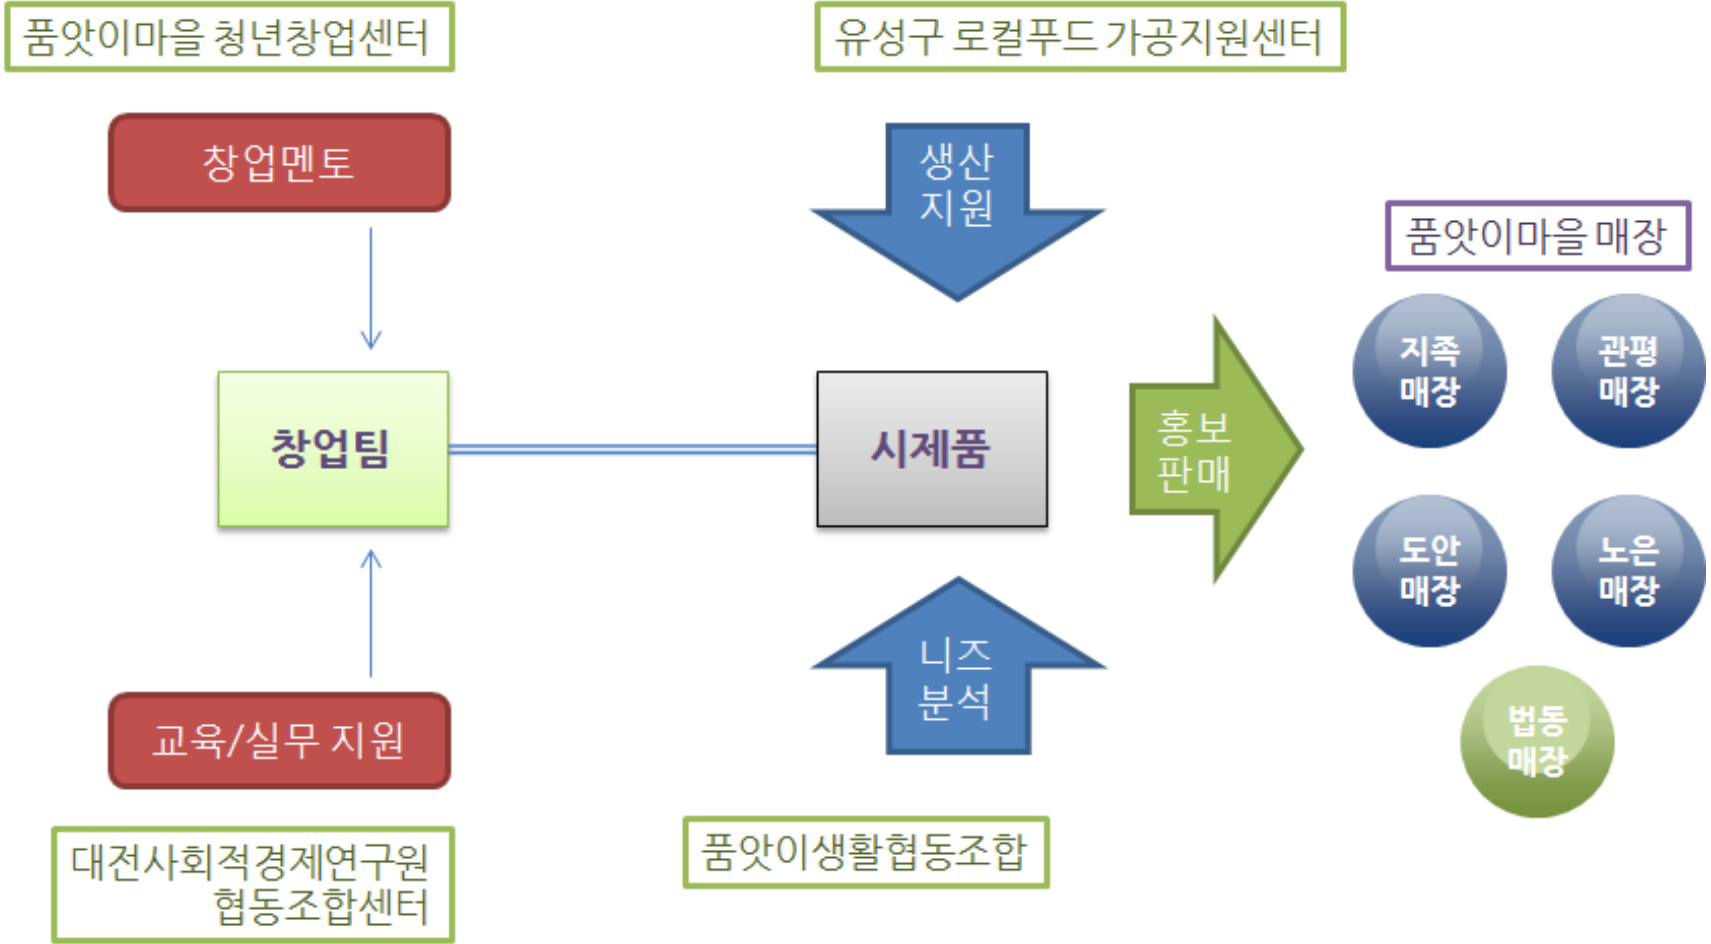 품앗이마을 청년창업센터
유성구 로컬푸드 가공지원센터
창업멘토
생산
지원
품앗이마을 매장
지족
매장
관평
매장
창업팀
시제품
홍보
판매
도안
매장
노은
매장
니즈
분석
법동
매장
교육/실무 지원
대전사회적경제연구원
협동조합센터
품앗이생활협동조합